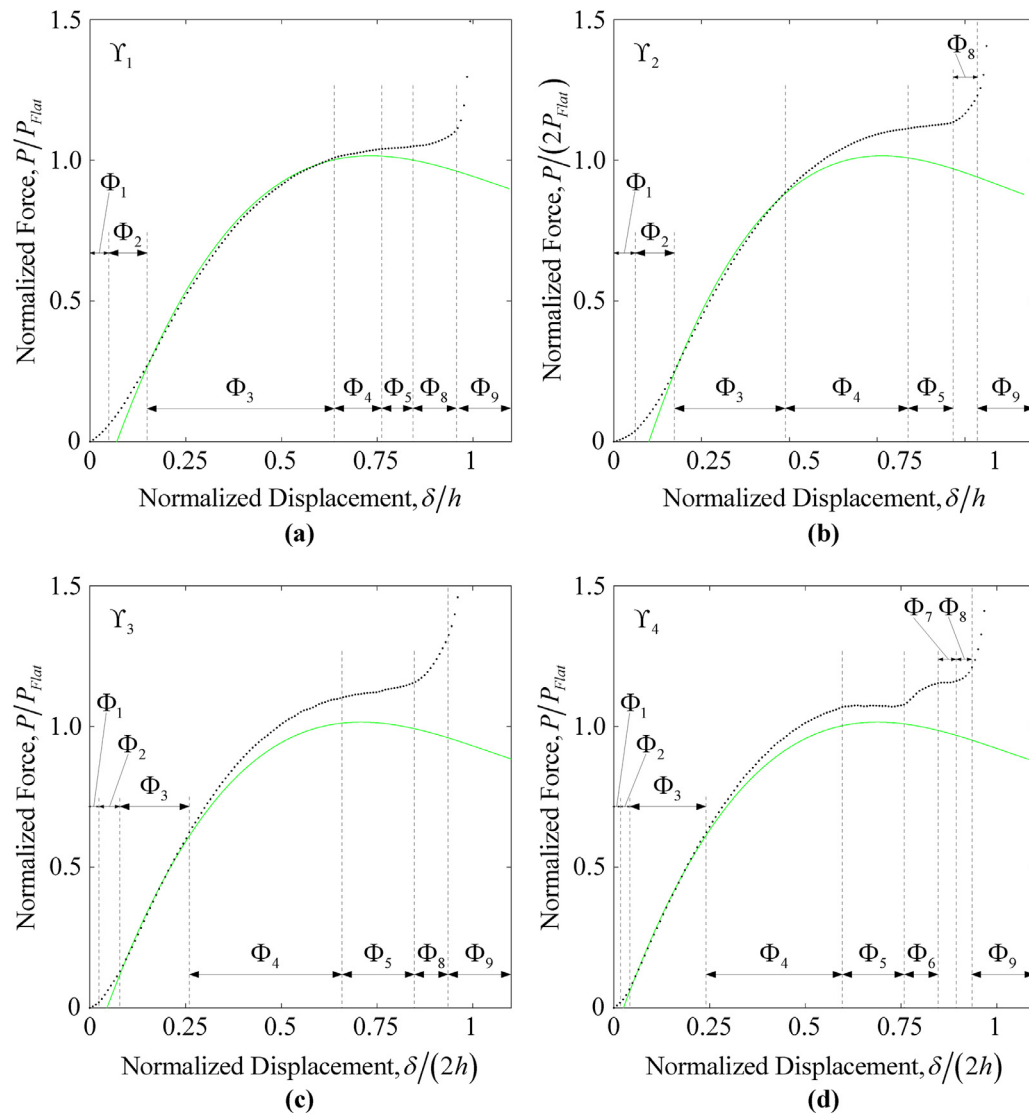 1.5
ϒ₁
Φ₁
Φ₂
Φ₃
Φ₄
Φ₅
Φ₈
Φ₉
1.0
0.5
0
Normalized Force, P/P_Flat
0 0.25 0.5 0.75 1
Normalized Displacement, δ/h
(a)
1.5
ϒ₂
Φ₈
Φ₁
Φ₂
Φ₃
Φ₄
Φ₅
Φ₉
1.0
0.5
0
Normalized Force, P/(2P_Flat)
0 0.25 0.5 0.75 1
Normalized Displacement, δ/h
(b)
1.5
ϒ₃
Φ₁
Φ₂
Φ₃
Φ₄
Φ₅
Φ₈
Φ₉
1.0
0.5
0
Normalized Force, P/P_Flat
0 0.25 0.5 0.75 1
Normalized Displacement, δ/(2h)
(c)
1.5
ϒ₄
Φ₇ Φ₈
Φ₁
Φ₂
Φ₃
Φ₄
Φ₅
Φ₆
Φ₉
1.0
0.5
0
Normalized Force, P/P_Flat
0 0.25 0.5 0.75 1
Normalized Displacement, δ/(2h)
(d)